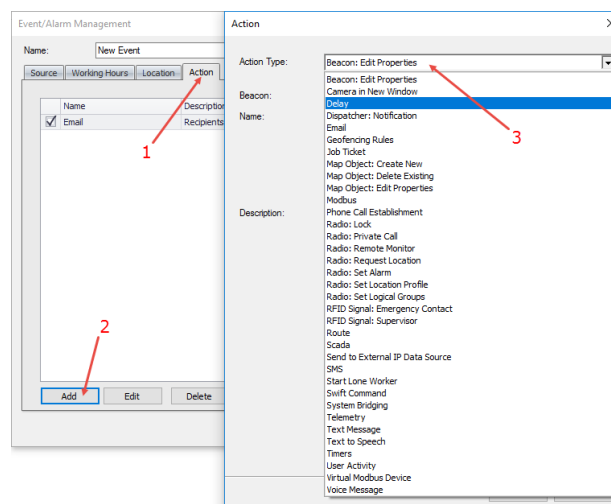 Event/Alarm Management
Name:
New Event
Source
Working Hours
Location
Action
Name
Description
Email
Recipients
1
2
Add
Edit
Delete
Action
X
Action Type:
Beacon: Edit Properties
Beacon:
Name:
Description:
Beacon: Edit Properties
Camera in New Window
Delay
Dispatcher: Notification
Email
Geofencing Rules
Job Ticket
Map Object: Create New
Map Object: Delete Existing
Map Object: Edit Properties
Modbus
Phone Call Establishment
Radio: Lock
Radio: Private Call
Radio: Remote Monitor
Radio: Request Location
Radio: Set Alarm
Radio: Set Location Profile
Radio: Set Logical Groups
RFID Signal: Emergency Contact
RFID Signal: Supervisor
Route
Scada
Send to External IP Data Source
SMS
Start Lone Worker
Swift Command
System Bridging
Telemetry
Text Message
Text to Speech
Timers
User Activity
Virtual Modbus Device
Voice Message
3